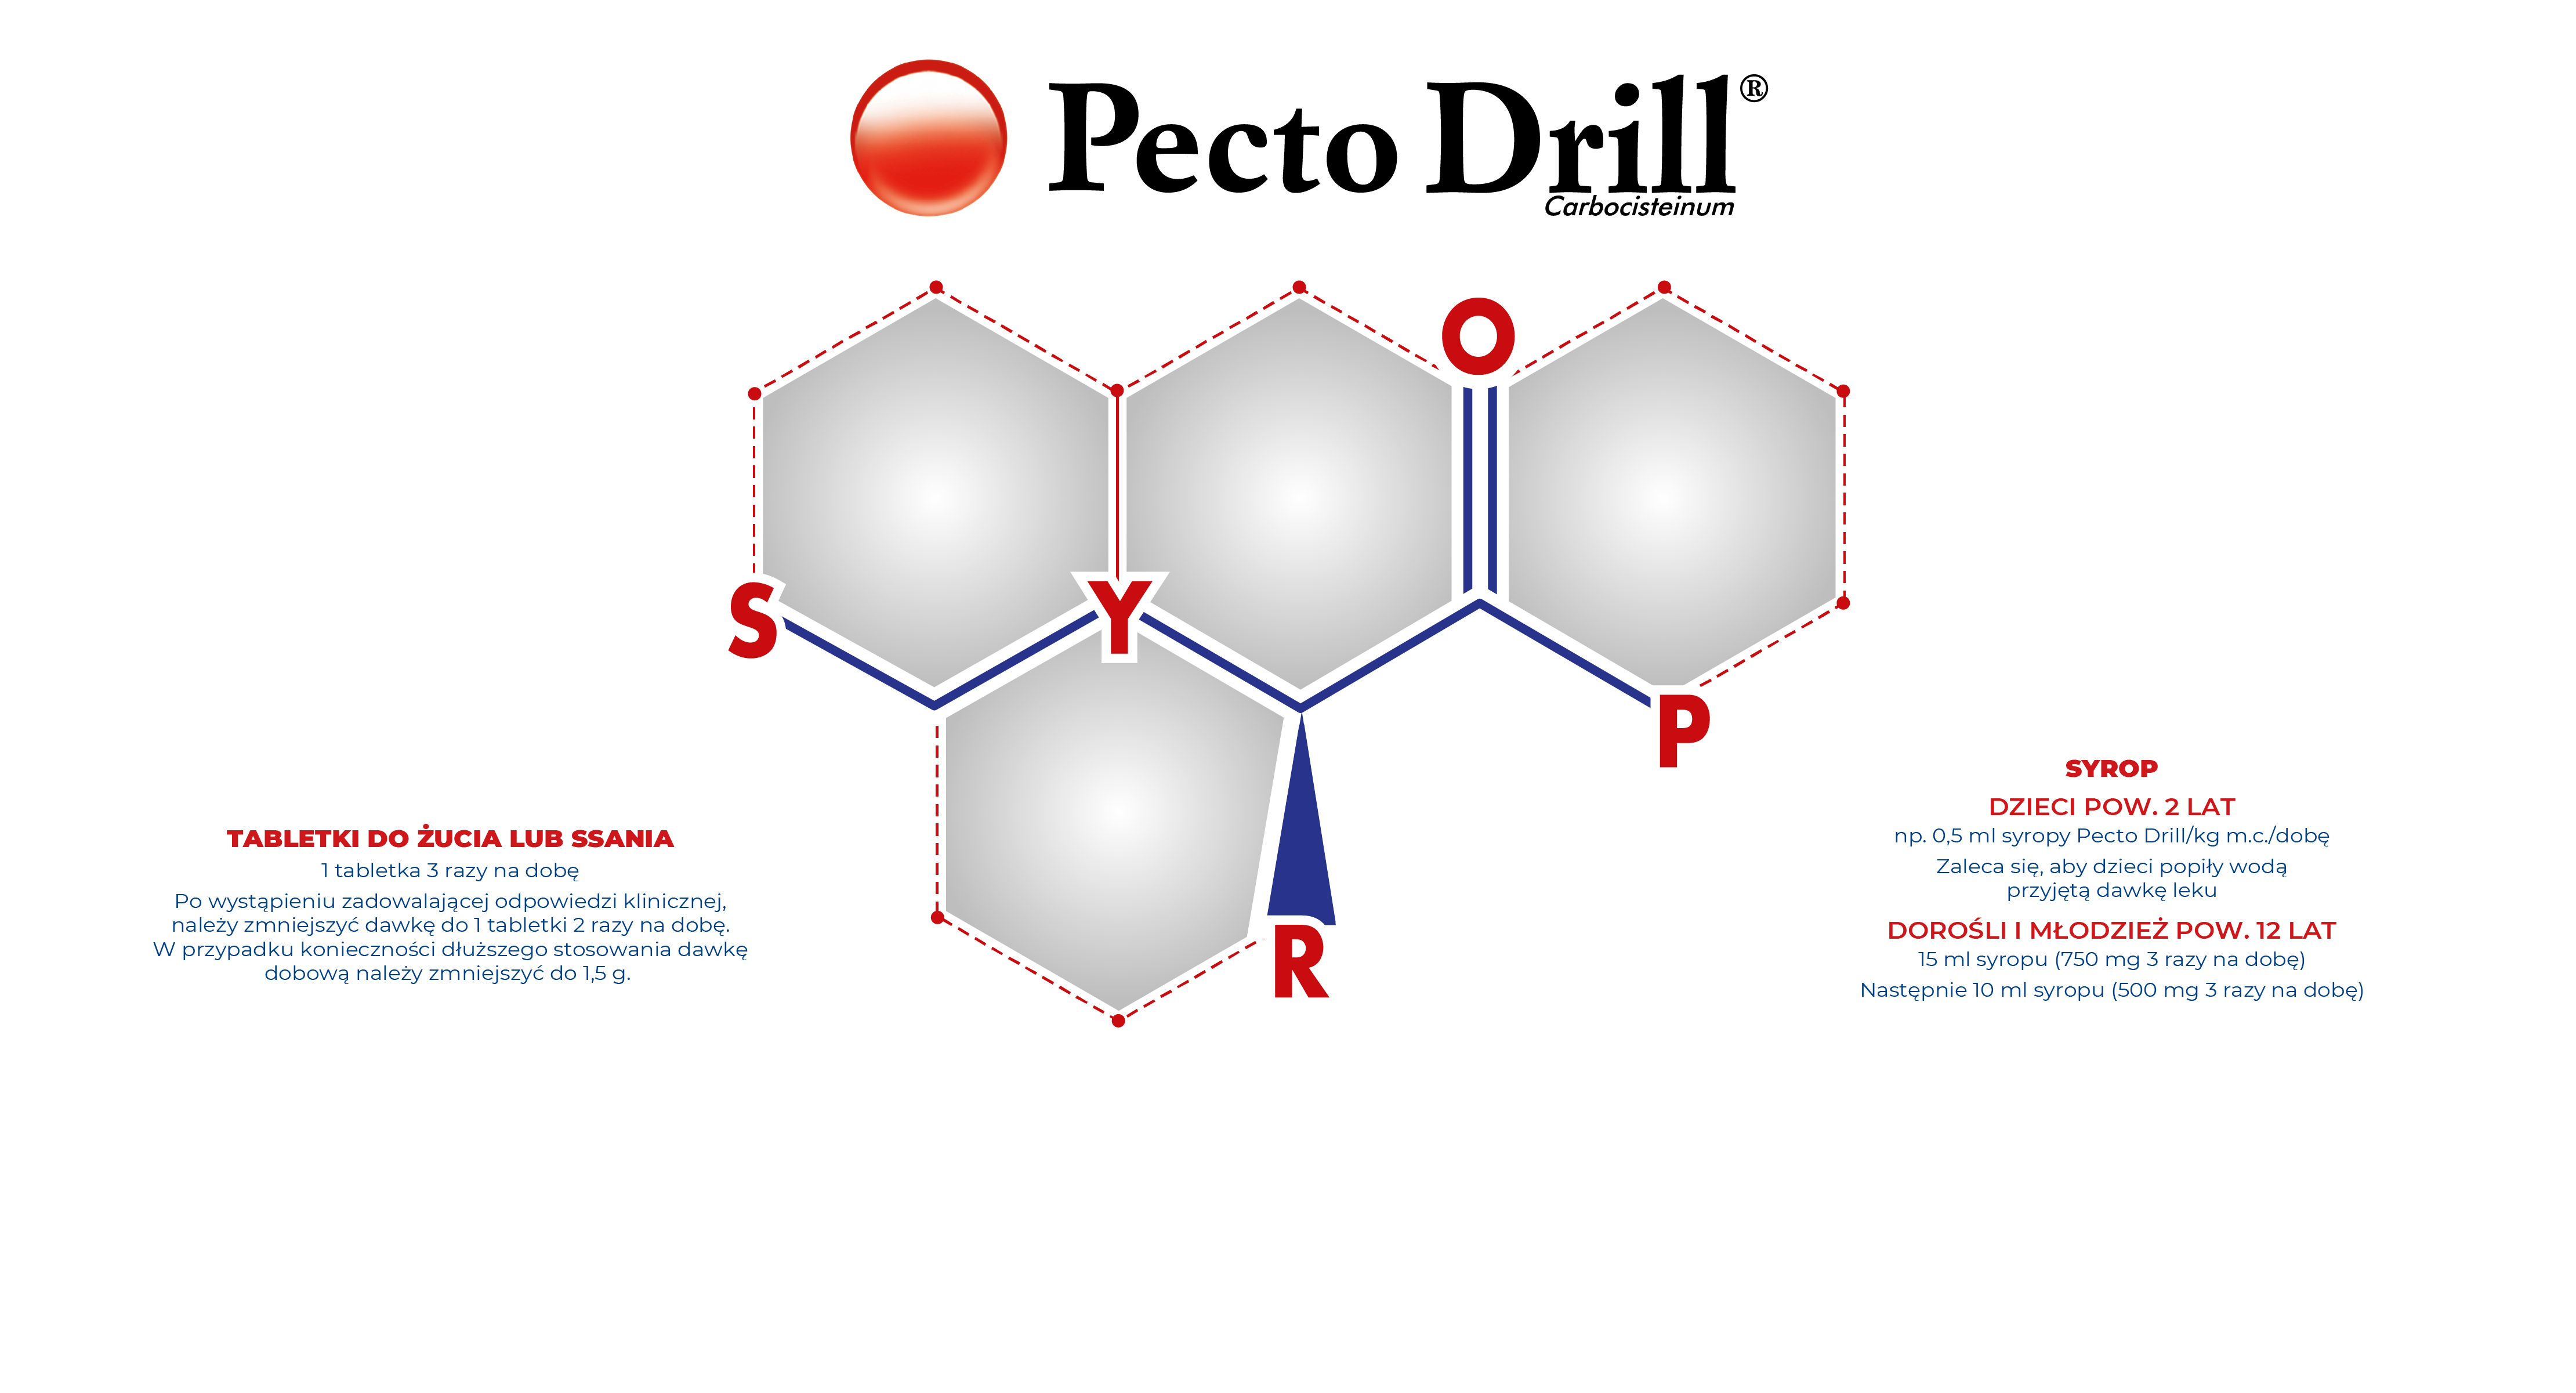 Pecto Drill®
Carbocisteinum
O
S
Y
P
R
TABLETKI DO ŻUCIA LUB SSANIA
1 tabletka 3 razy na dobę
Po wystąpieniu zadowalającej odpowiedzi klinicznej,
należy zmniejszyć dawkę do 1 tabletki 2 razy na dobę.
W przypadku konieczności dłuższego stosowania dawkę
dobową należy zmniejszyć do 1,5 g.
SYROP
DZIECI POW. 2 LAT
np. 0,5 ml syropy Pecto Drill/kg m.c./dobę
Zaleca się, aby dzieci popiły wodą
przyjętą dawkę leku
DOROŚLI I MŁODZIEŻ POW. 12 LAT
15 ml syropu (750 mg 3 razy na dobę)
Następnie 10 ml syropu (500 mg 3 razy na dobę)